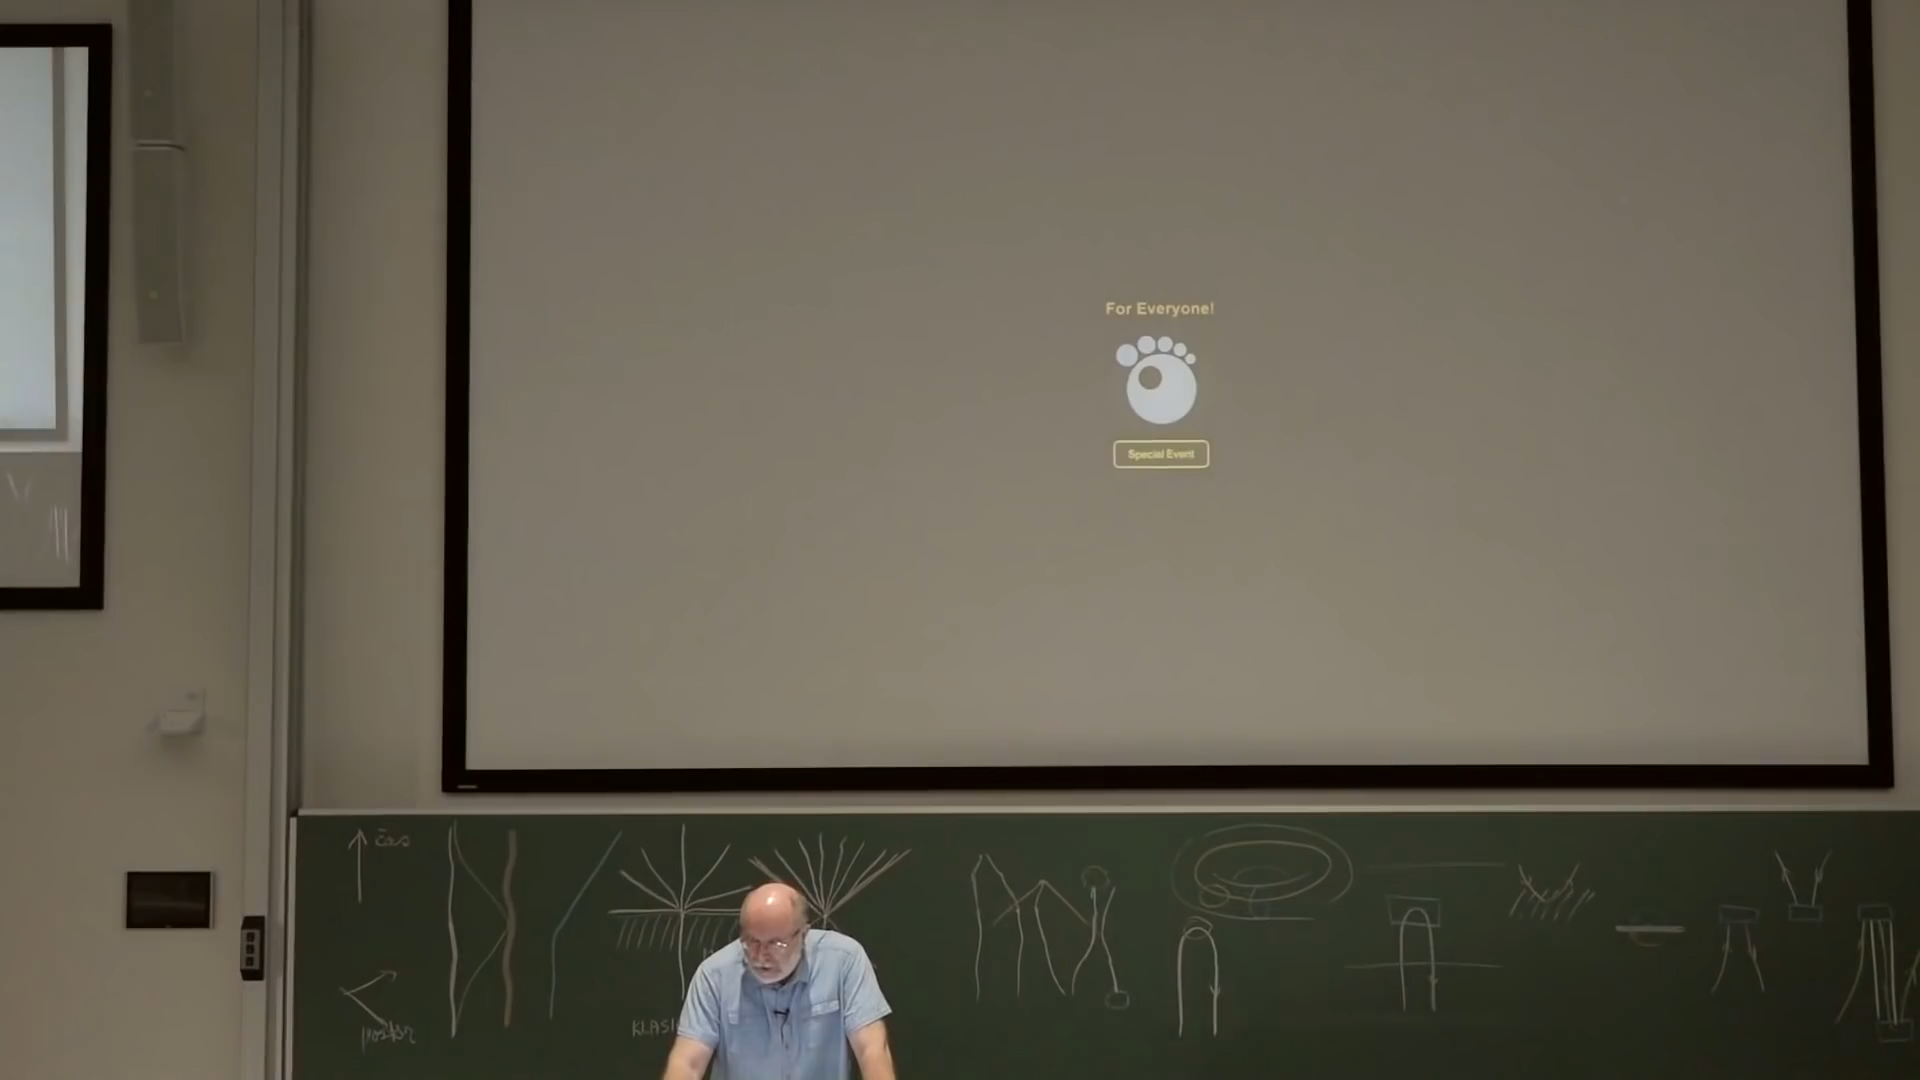 For Everyone!
Special Event
čas
prostor
KLASI